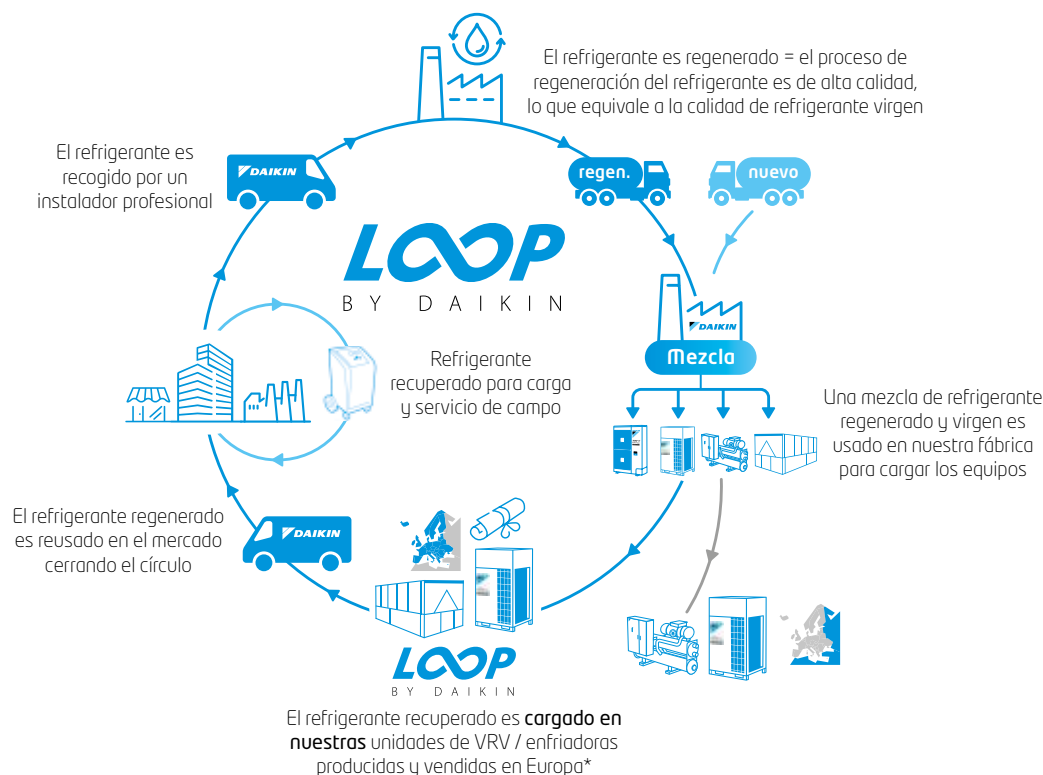 El refrigerante es regenerado = el proceso de
regeneración del refrigerante es de alta calidad,
lo que equivale a la calidad de refrigerante virgen
El refrigerante es
recogido por un
instalador profesional
DAIKIN
regen.
nuevo
LOOP
BY DAIKIN
DAIKIN
Mezcla
Refrigerante
recuperado para carga
y servicio de campo
Una mezcla de refrigerante
regenerado y virgen es
usado en nuestra fábrica
para cargar los equipos
El refrigerante regenerado
es reusado en el mercado
cerrando el círculo
DAIKIN
LOOP
BY DAIKIN
El refrigerante recuperado es cargado en
nuestras unidades de VRV / enfriadoras
producidas y vendidas en Europa*